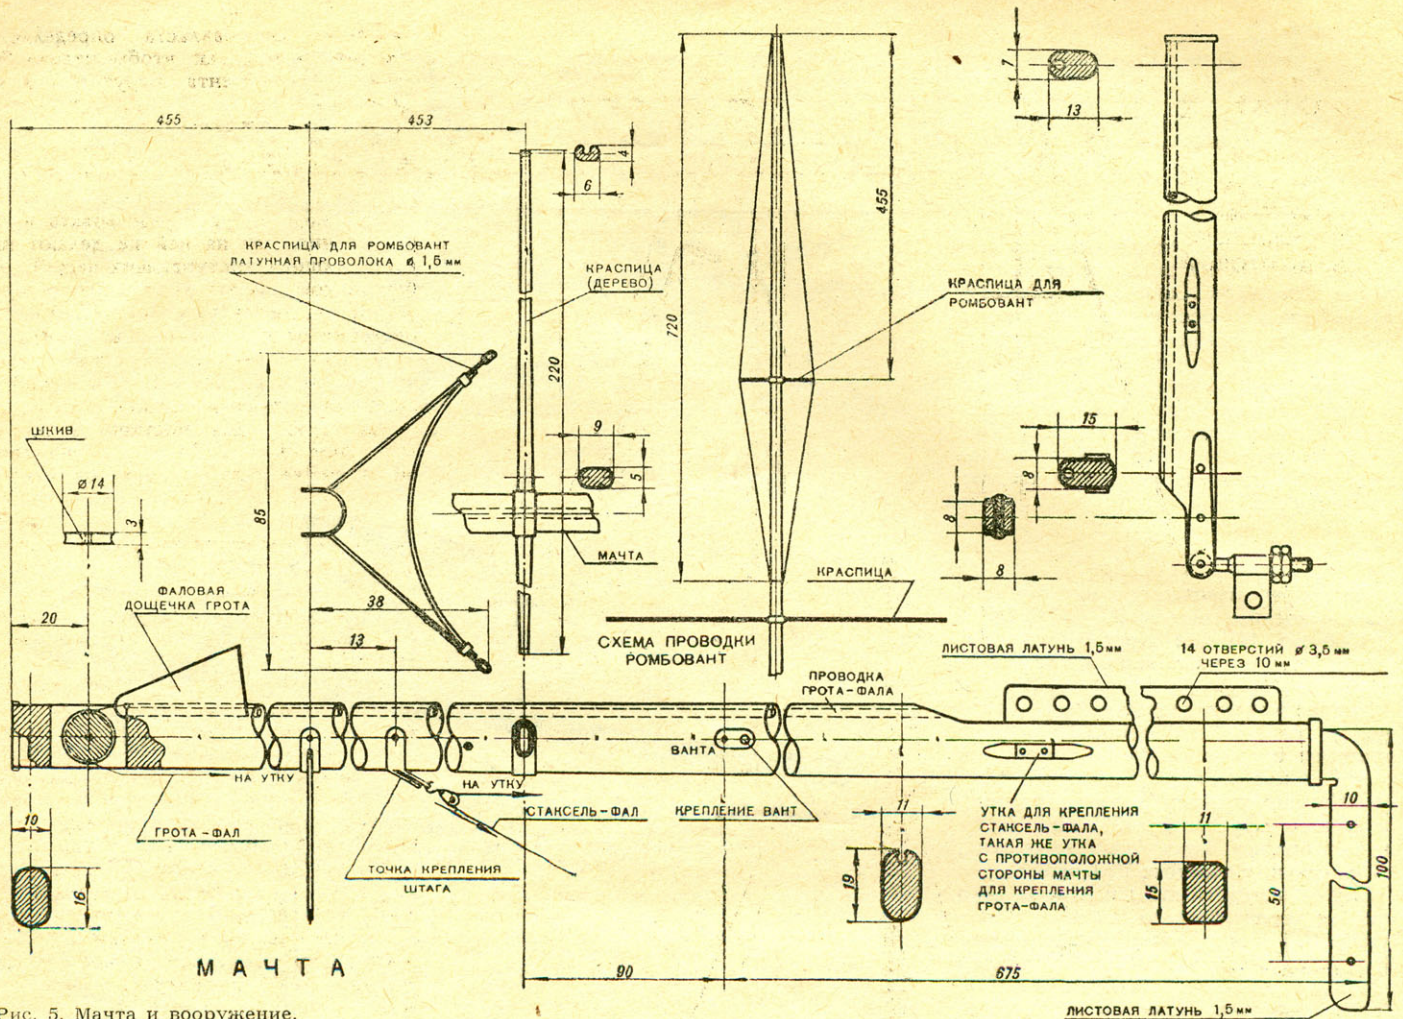 455
453
4
6
КРАСПИЦА ДЛЯ РОМБОВАНТ
ЛАТУННАЯ ПРОВОЛОКА ø 1,5 мм
КРАСПИЦА
(ДЕРЕВО)
220
85
38
13
9
5
МАЧТА
ШКИВ
ø 14
3
ФАЛОВАЯ
ДОЩЕЧКА ГРОТА
20
720
455
КРАСПИЦА ДЛЯ
РОМБОВАНТ
КРАСПИЦА
СХЕМА ПРОВОДКИ
РОМБОВАНТ
7
13
15
8
8
8
ЛИСТОВАЯ ЛАТУНЬ 1,5 мм
14 ОТВЕРСТИЙ ø 3,5 мм
ЧЕРЕЗ 10 мм
ПРОВОДКА
ГРОТА-ФАЛА
НА УТКУ
НА УТКУ
ВАНТА
ГРОТА-ФАЛ
СТАКСЕЛЬ-ФАЛ
КРЕПЛЕНИЕ ВАНТ
ТОЧКА КРЕПЛЕНИЯ
ШТАГА
УТКА ДЛЯ КРЕПЛЕНИЯ
СТАКСЕЛЬ-ФАЛА,
ТАКАЯ ЖЕ УТКА
С ПРОТИВОПОЛОЖНОЙ
СТОРОНЫ МАЧТЫ
ДЛЯ КРЕПЛЕНИЯ
ГРОТА-ФАЛА
10
16
11
19
11
15
10
50
100
90
675
МАЧТА
Рис. 5. Мачта и вооружение.
ЛИСТОВАЯ ЛАТУНЬ 1,5 мм